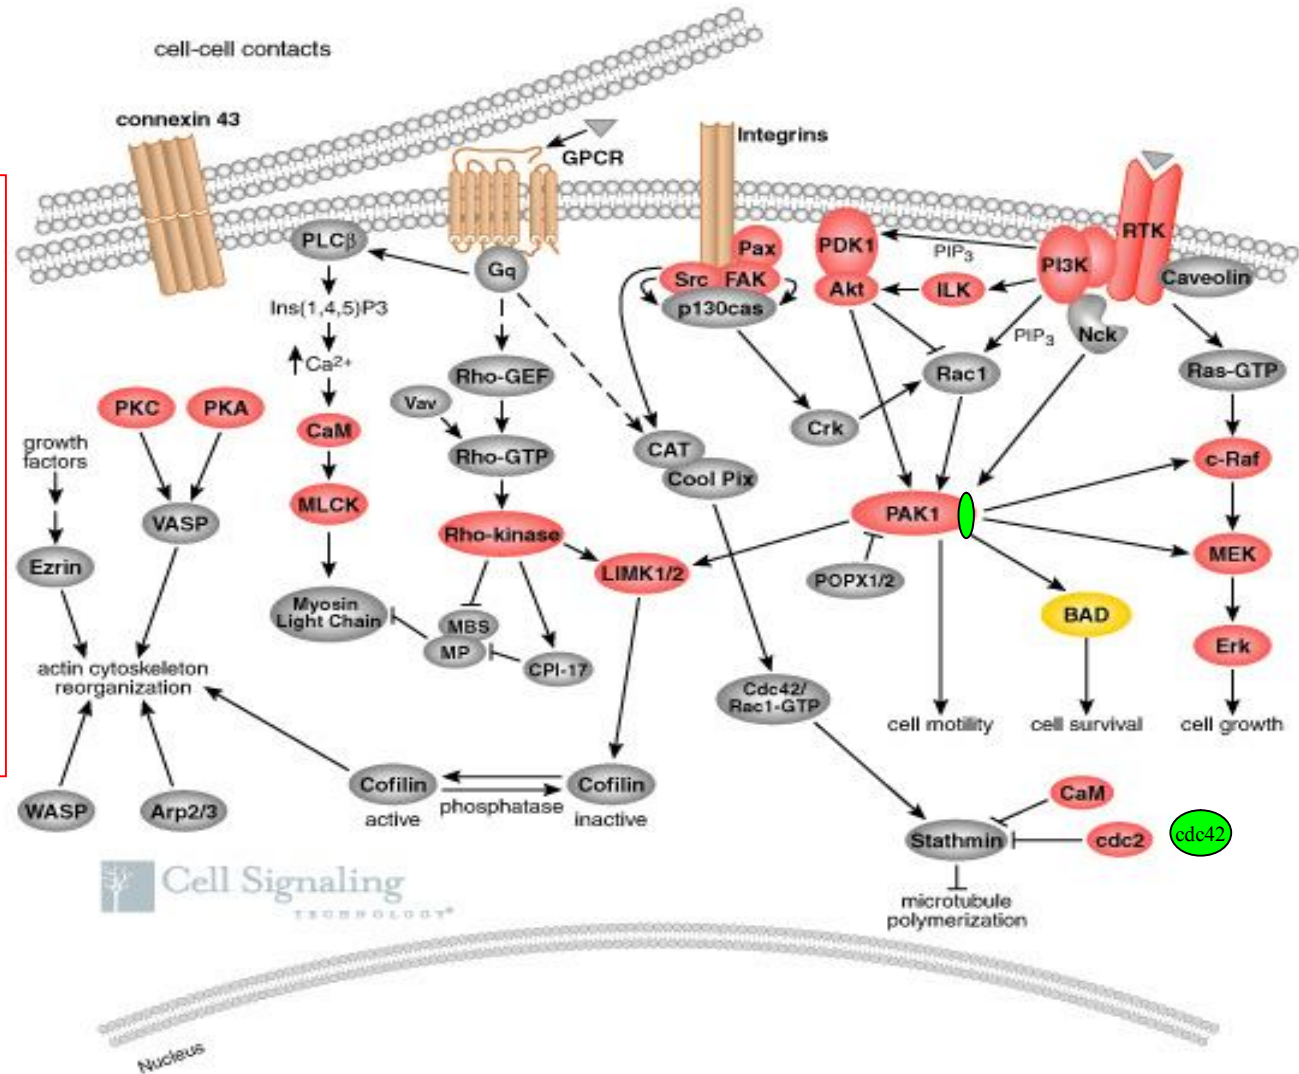 cell-cell contacts
connexin 43
GPCR
Integrins
RTK
PLCβ
Gq
Pax
Src
FAK
p130cas
PDK1
PIP3
PI3K
Caveolin
Akt
ILK
Ins(1,4,5)P3
Nck
PIP3
Ca2+
Rho-GEF
Rac1
Ras-GTP
PKC
PKA
Vav
CaM
Crk
growth
factors
Rho-GTP
CAT
Cool Pix
c-Raf
MLCK
VASP
PAK1
Rho-kinase
MEK
Ezrin
LIMK1/2
POPX1/2
Myosin
Light Chain
MBS
MP
CPI-17
BAD
Erk
actin cytoskeleton
reorganization
Cdc42/
Rac1-GTP
cell motility
cell survival
cell growth
WASP
Arp2/3
Cofilin
active
phosphatase
Cofilin
inactive
CaM
Stathmin
cdc2
cdc42
microtubule
polymerization
Cell Signaling
TECHNOLOGY®
Nucleus